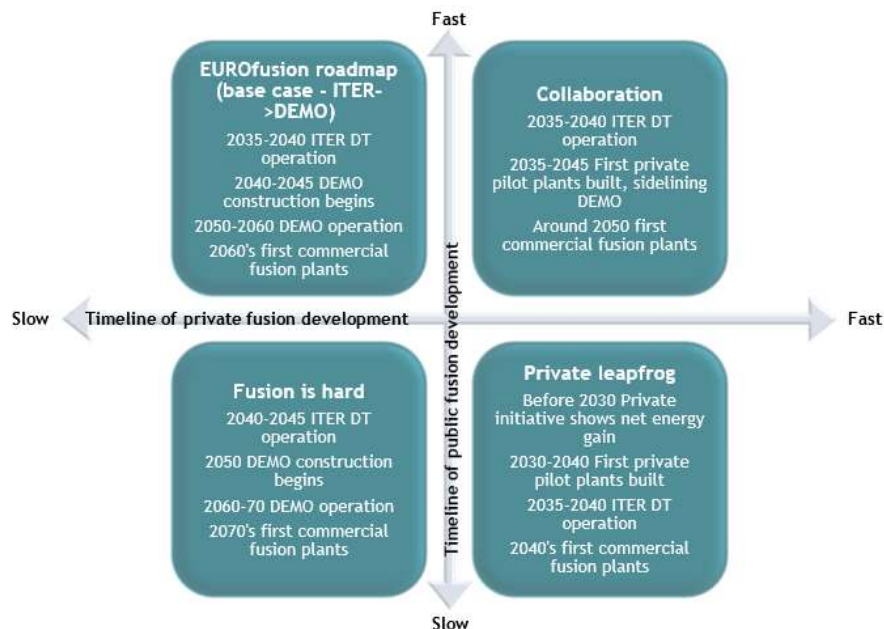 Fast
EUROfusion roadmap
(base case - ITER-
>DEMO)
2035-2040 ITER DT
operation
2040-2045 DEMO
construction begins
2050-2060 DEMO operation
2060's first commercial
fusion plants
Collaboration
2035-2040 ITER DT
operation
2035-2045 First private
pilot plants built, sidelining
DEMO
Around 2050 first
commercial fusion plants
Slow
Timeline of private fusion development
Timeline of public fusion development
Fast
Fusion is hard
2040-2045 ITER DT
operation
2050 DEMO construction
begins
2060-70 DEMO operation
2070's first commercial
fusion plants
Private leapfrog
Before 2030 Private
initiative shows net energy
gain
2030-2040 First private
pilot plants built
2035-2040 ITER DT
operation
2040's first commercial
fusion plants
Slow